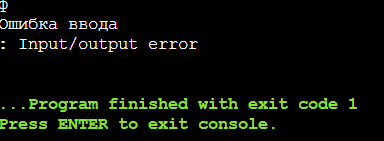 ф
Ошибка ввода
: Input/output error
...Program finished with exit code 1
Press ENTER to exit console.